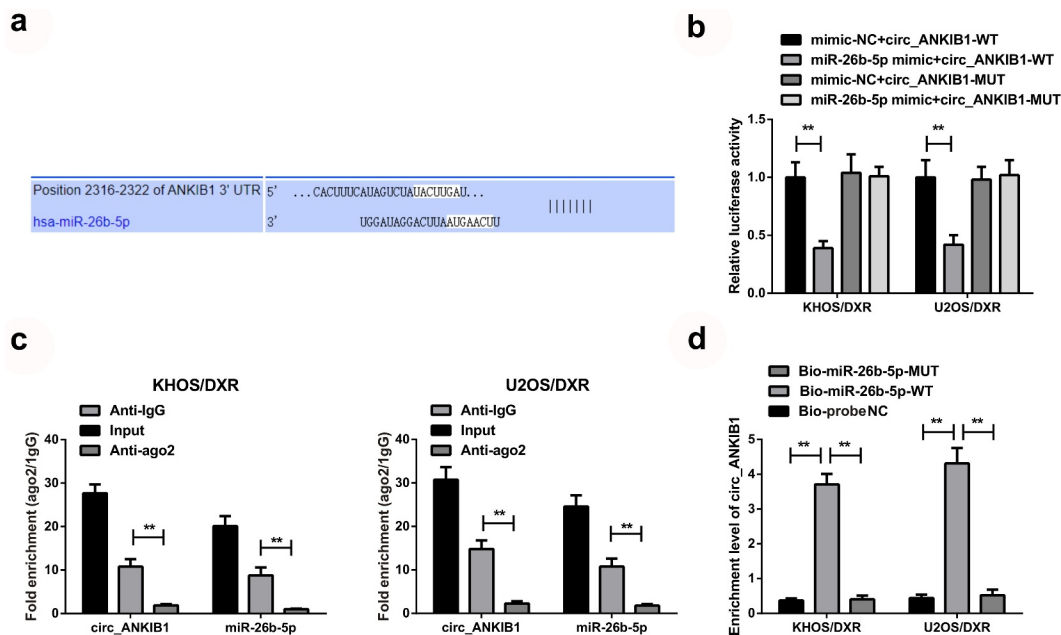 a
Position 2316-2322 of ANKIB1 3' UTR 5' ...CACUUUCAUAGUCUAUACUUGAU...
|||||||
hsa-miR-26b-5p 3' UGGAUAGGACUUAAUGAACUU
b
mimic-NC+circ_ANKIB1-WT
miR-26b-5p mimic+circ_ANKIB1-WT
mimic-NC+circ_ANKIB1-MUT
miR-26b-5p mimic+circ_ANKIB1-MUT
Relative luciferase activity
1.5
1.0
0.5
0.0
** **
KHOS/DXR U2OS/DXR
c
KHOS/DXR
Anti-IgG
Input
Anti-ago2
Fold enrichment (ago2/1gG)
40
30
20
10
0
** **
circ_ANKIB1 miR-26b-5p
U2OS/DXR
Anti-IgG
Input
Anti-ago2
Fold enrichment (ago2/1gG)
40
30
20
10
0
** **
circ_ANKIB1 miR-26b-5p
d
Bio-miR-26b-5p-MUT
Bio-miR-26b-5p-WT
Bio-probeNC
Enrichment level of circ_ANKIB1
5
4
3
2
1
0
** ** ** **
KHOS/DXR U2OS/DXR